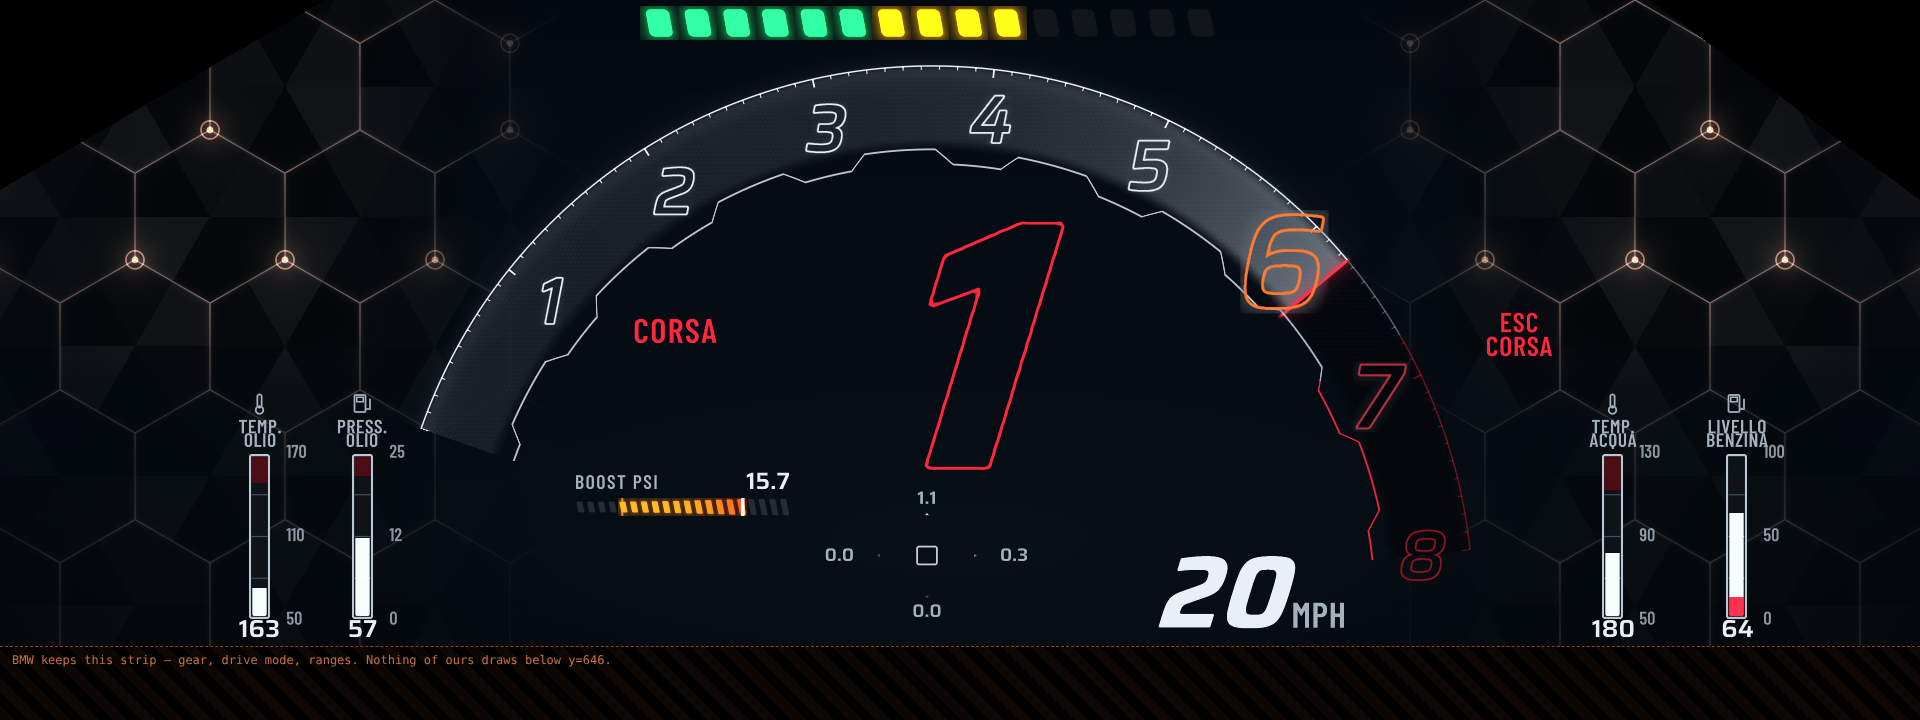 1
2
3
4
5
6
7
8
1
CORSA
ESC
CORSA
TEMP.
OLIO
170
110
50
163
PRESS.
OLIO
25
12
0
57
BOOST PSI
15.7
1.1
0.0
0.3
0.0
20 MPH
TEMP.
ACQUA
130
90
50
180
LIVELLO
BENZINA
100
50
0
64
BMW keeps this strip — gear, drive mode, ranges. Nothing of ours draws below y=646.